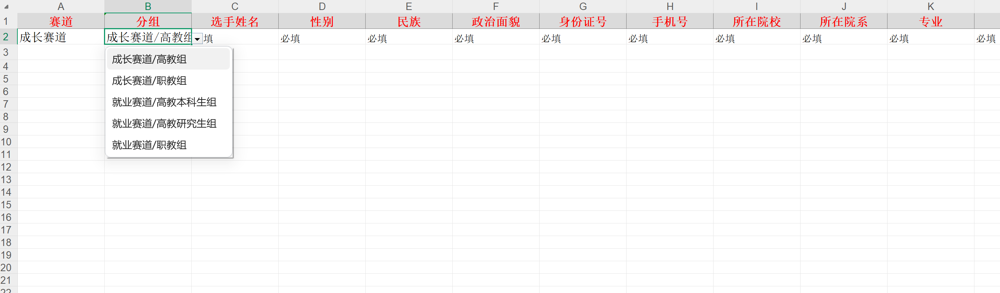 A B C D E F G H I J K
1 赛道 分组 选手姓名 性别 民族 政治面貌 身份证号 手机号 所在院校 所在院系 专业
2 成长赛道 成长赛道/高教组 填 必填 必填 必填 必填 必填 必填 必填 必填 必填
3
成长赛道/高教组
4
5
成长赛道/职教组
6
7
就业赛道/高教本科生组
8
9
就业赛道/高教研究生组
10
11
就业赛道/职教组
12
13
14
15
16
17
18
19
20
21
22